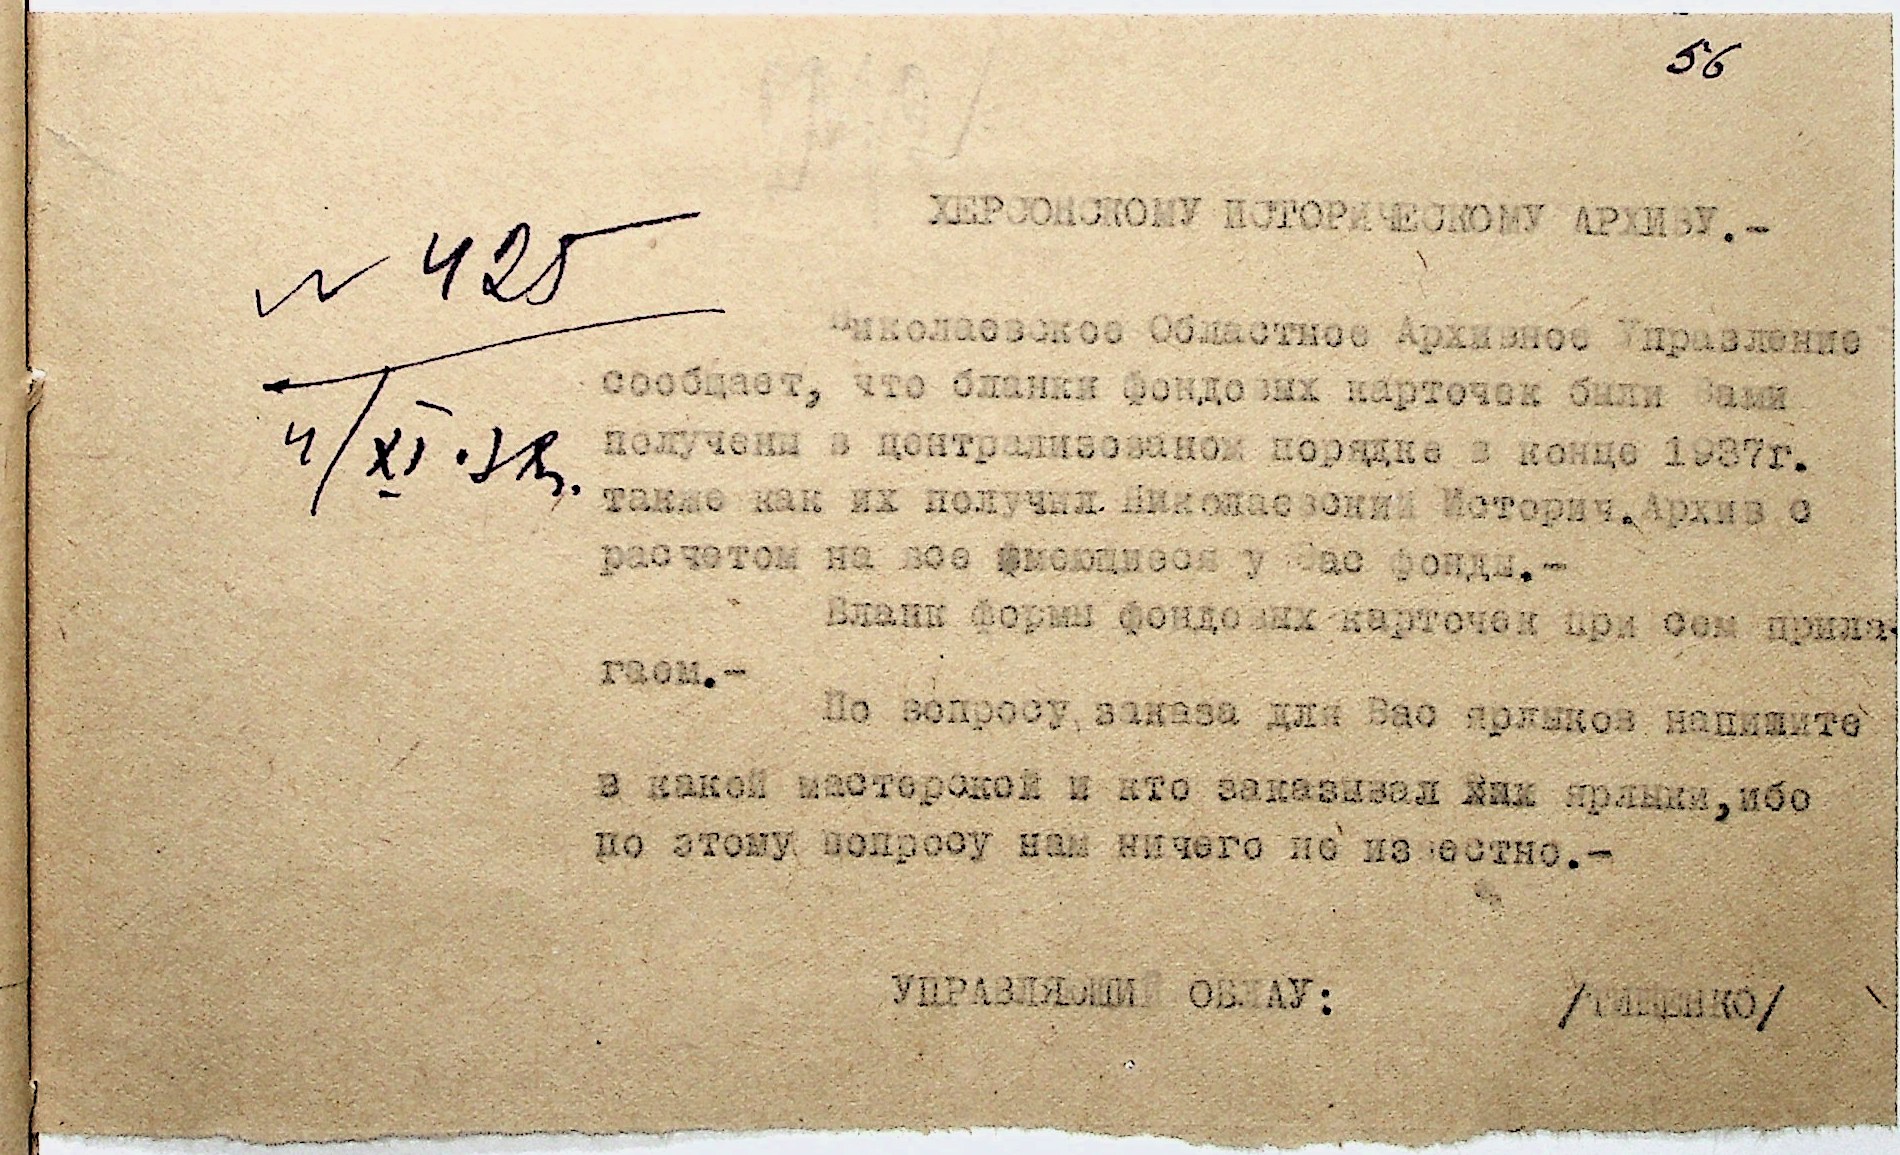 56
ХЕРСОНСКОМУ ИСТОРИЧЕСКОМУ АРХИВУ.-
№ 425
4/XI.38г.
Николаевское Областное Архивное Управление
сообщает, что бланки фондовых карточек были Вами
получены в централизованом порядке в конце 1937г.
также как их получил Николаевский Историч.Архив с
расчетом на все имеющиеся у Вас фонды.-
Бланк формы фондовых карточек при сем прила-
гаем.-
По вопросу заказа для Вас ярлыков напишите
в какой мастерской и кто заказывал ярлыки,ибо
по этому вопросу нам ничего не известно.-
УПРАВЛЯЮЩИЙ ОБЛАУ: /ТИЩЕНКО/